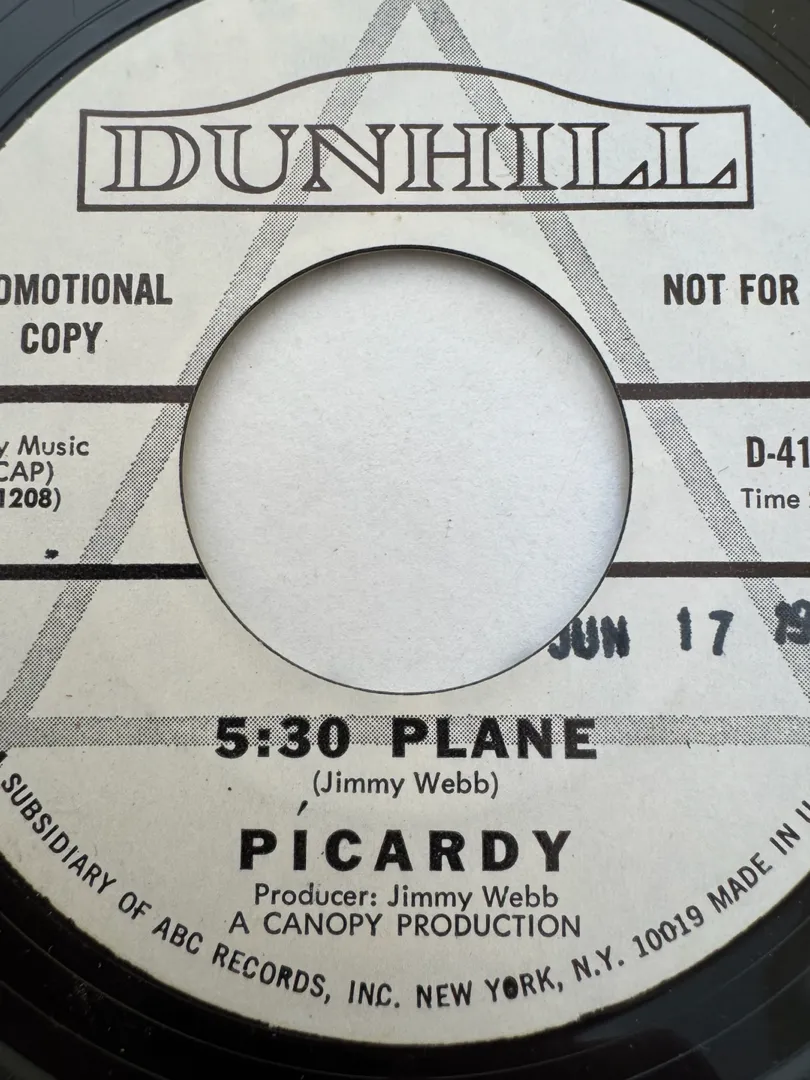 DUNHILL
OMOTIONAL
COPY
NOT FOR
y Music
CAP)
1208)
D-41
Time
JUN 17 19
5:30 PLANE
(Jimmy Webb)
PICARDY
Producer: Jimmy Webb
A CANOPY PRODUCTION
SUBSIDIARY OF ABC RECORDS, INC. NEW YORK, N.Y. 10019 MADE IN U